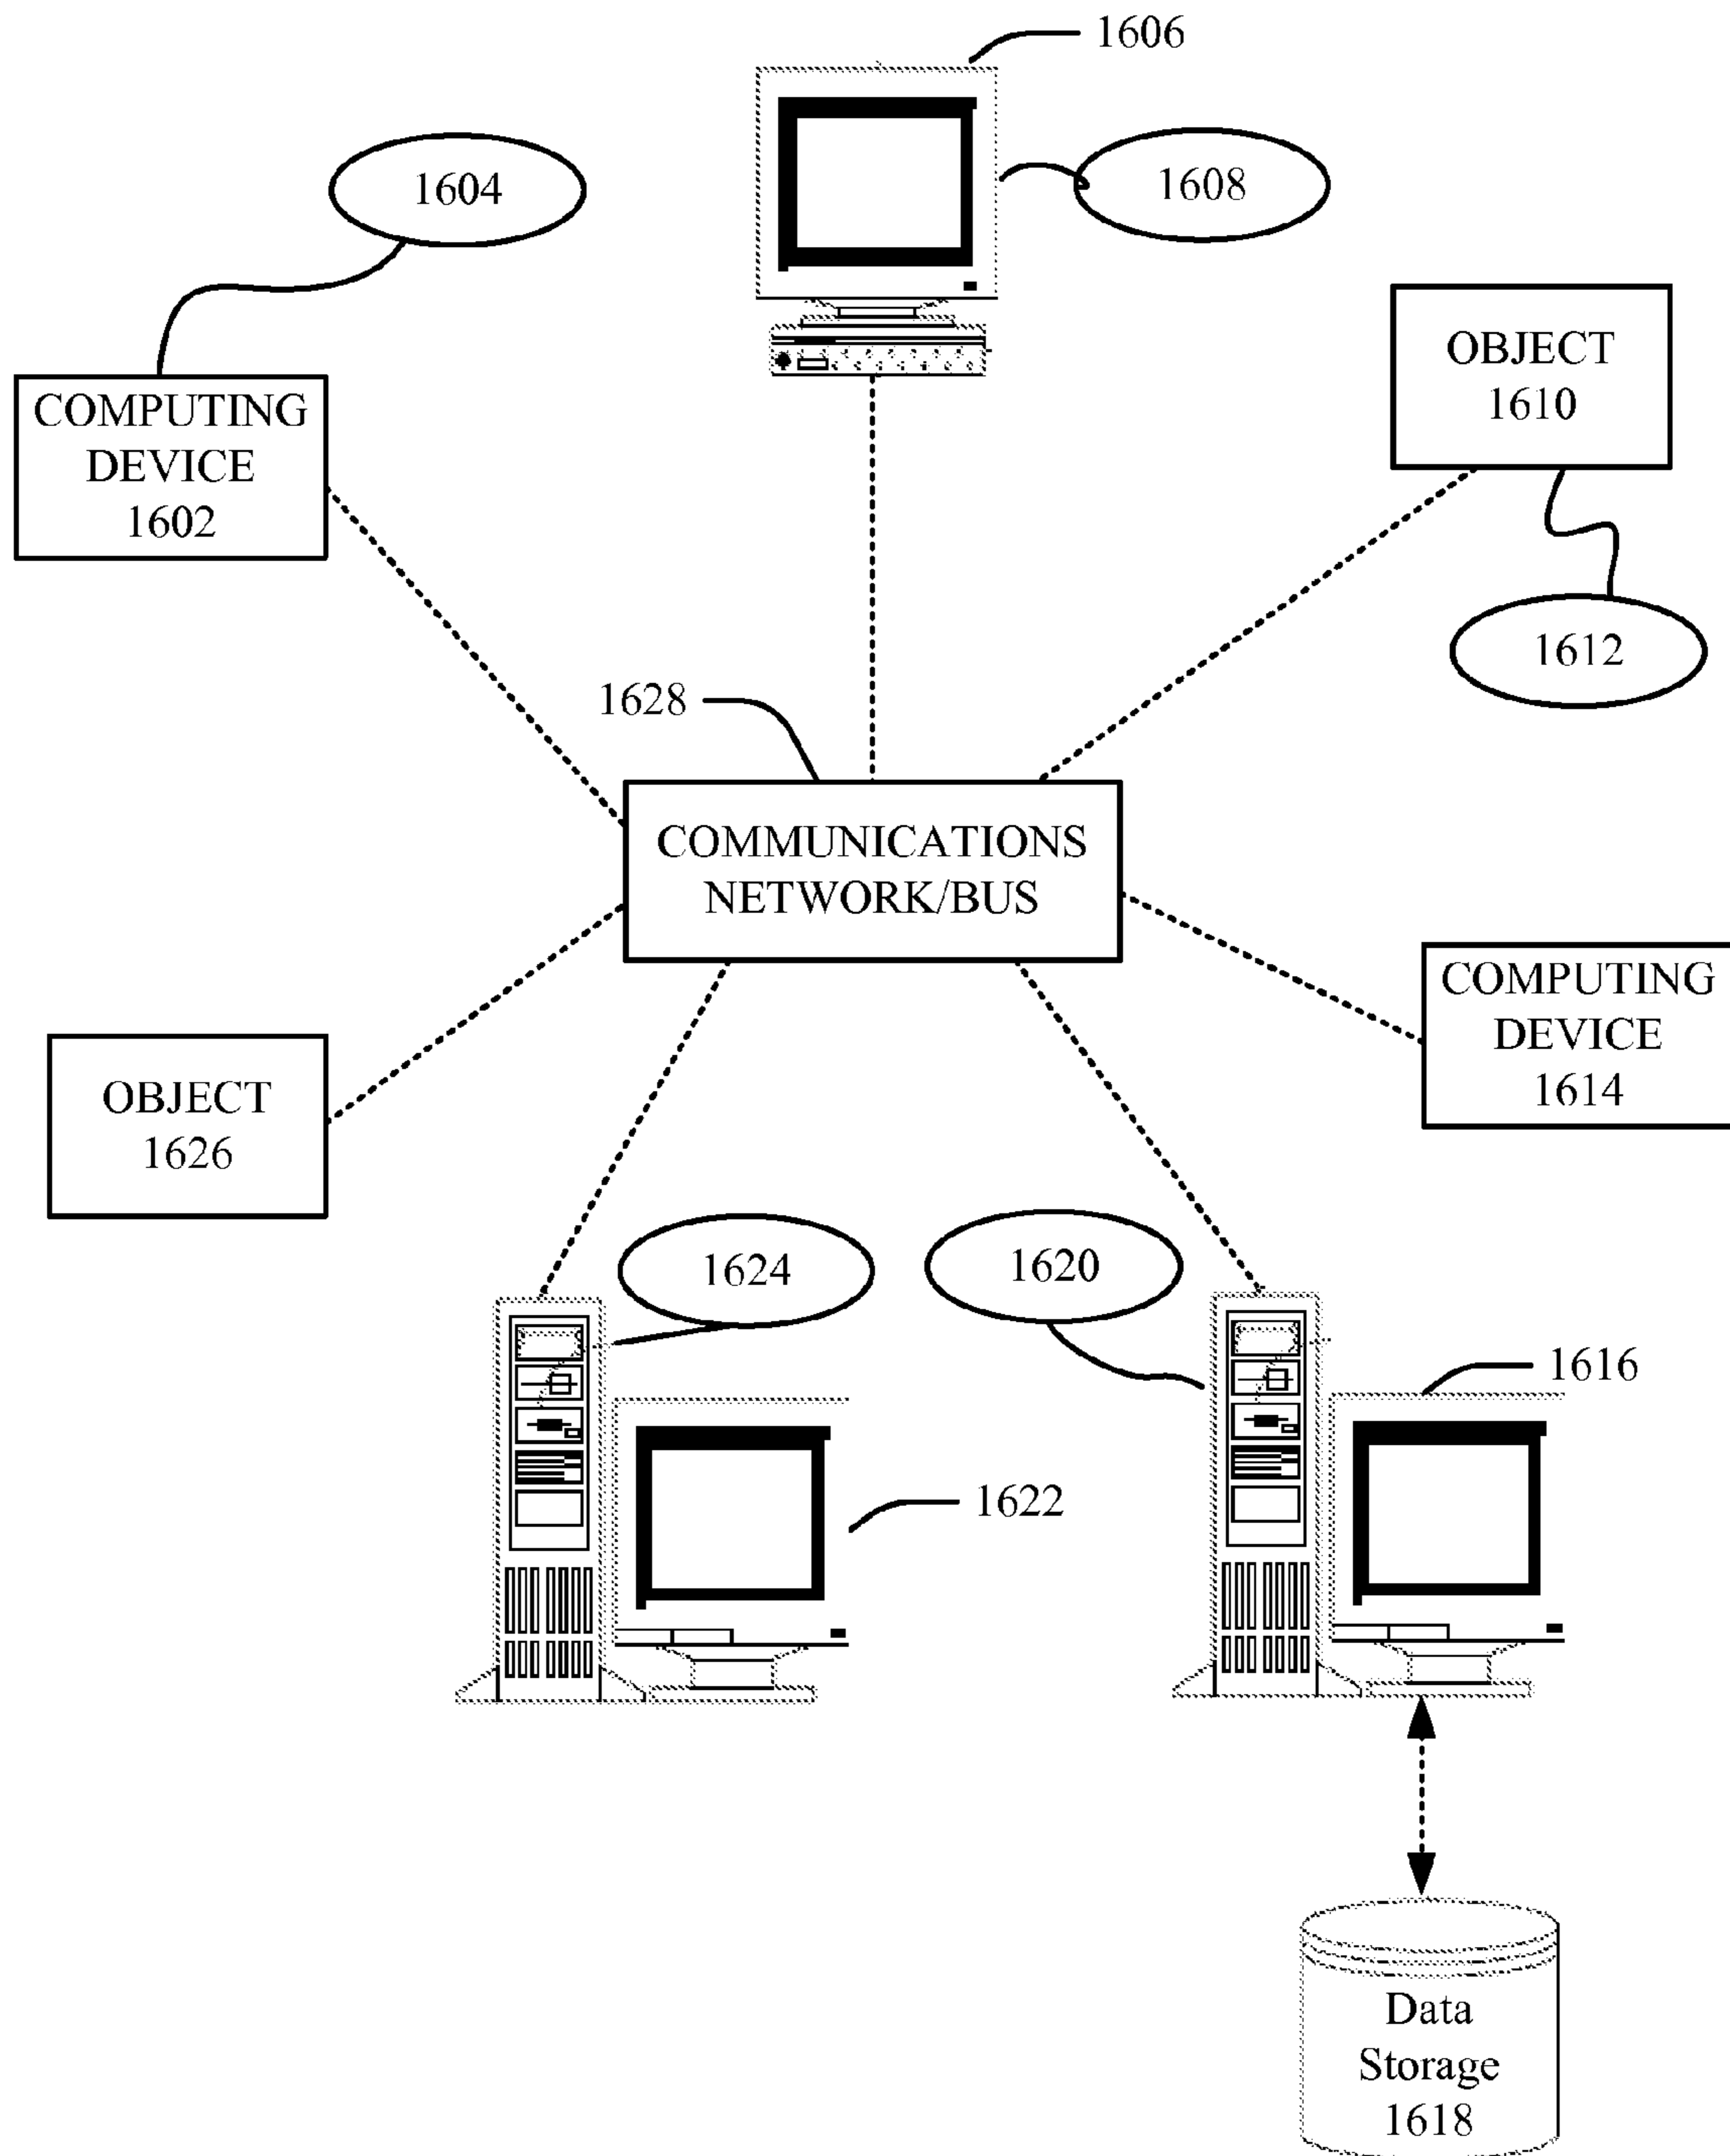 1606
1604
1608
OBJECT
1610
COMPUTING
DEVICE
1602
1612
1628
COMMUNICATIONS
NETWORK/BUS
COMPUTING
DEVICE
1614
OBJECT
1626
1624
1620
1616
1622
Data
Storage
1618